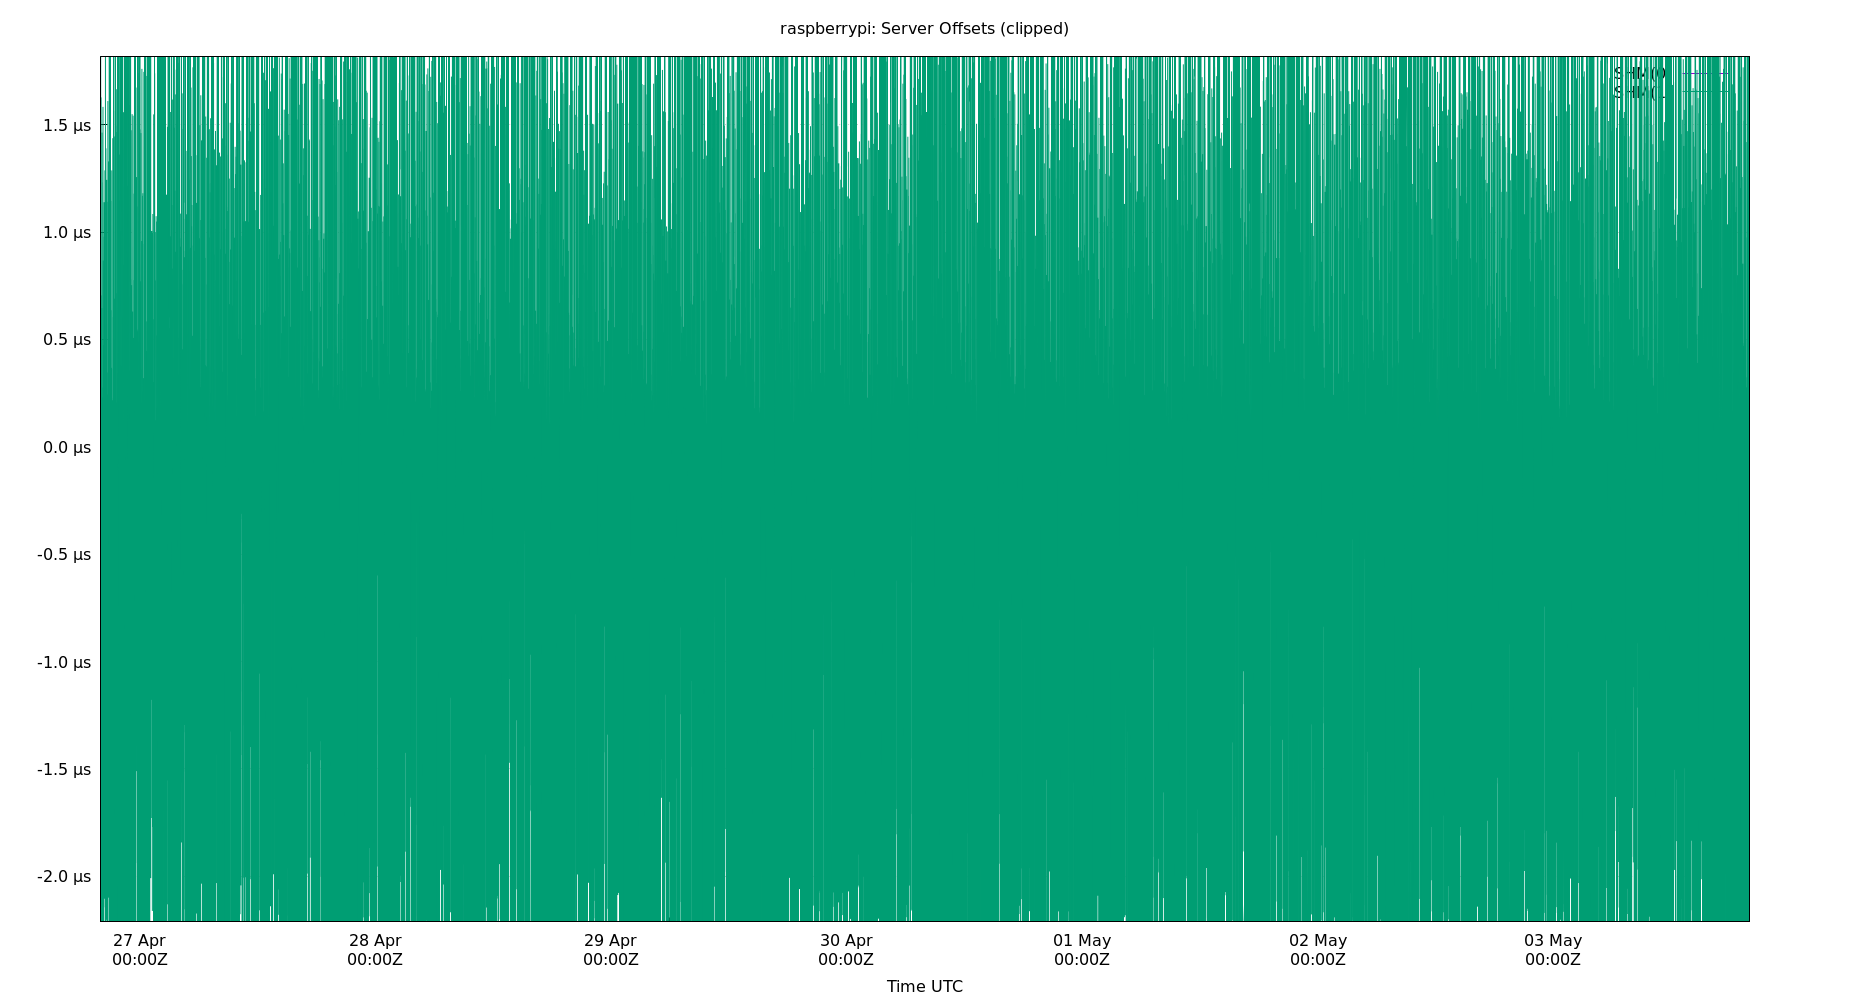 raspberrypi: Server Offsets (clipped)
SHM(0
SHM(
1.5 µs
1.0 µs
0.5 µs
0.0 µs
-0.5 µs
-1.0 µs
-1.5 µs
-2.0 µs
27 Apr 28 Apr 29 Apr 30 Apr 01 May 02 May 03 May
00:00Z 00:00Z 00:00Z 00:00Z 00:00Z 00:00Z 00:00Z
Time UTC